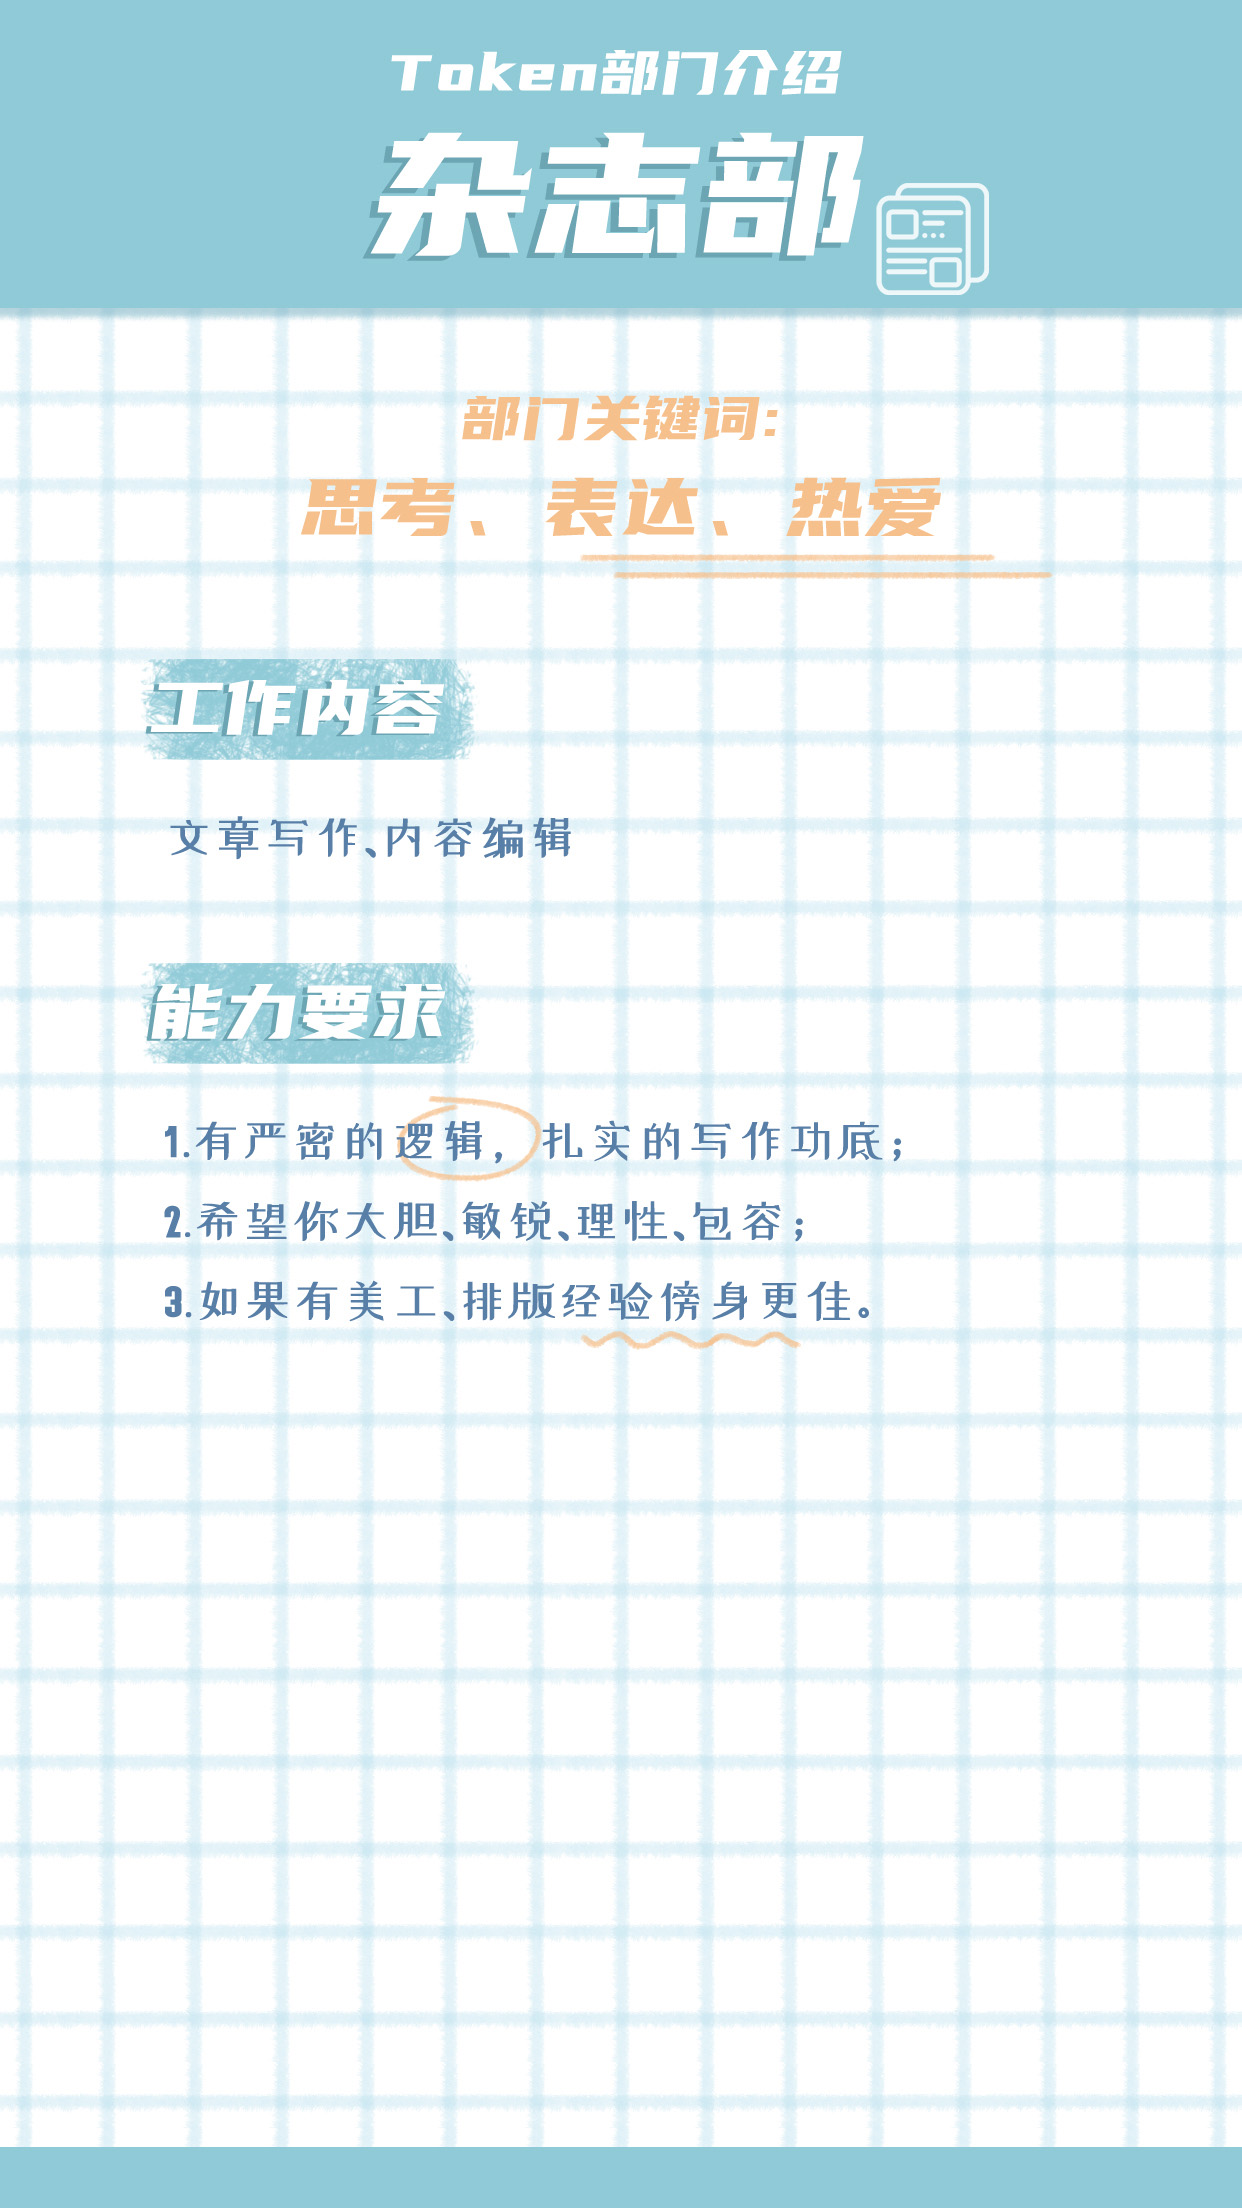 Token部门介绍
杂志部
部门关键词:
思考、表达、热爱
工作内容
文章写作、内容编辑
能力要求
1.有严密的逻辑，扎实的写作功底；
2.希望你大胆、敏锐、理性、包容；
3.如果有美工、排版经验傍身更佳。